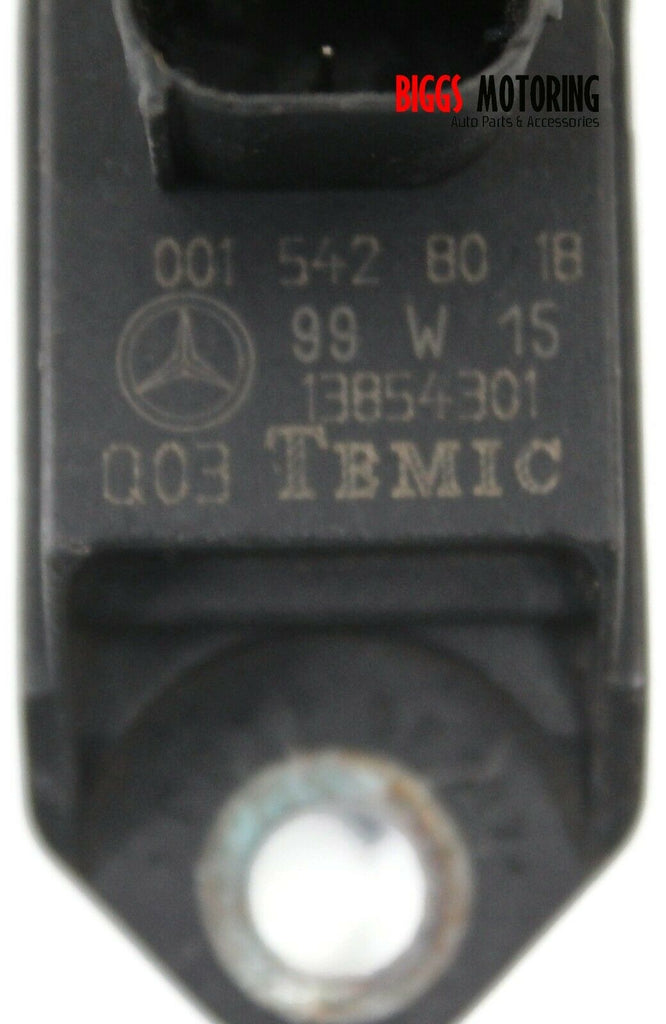 BIGGS MOTORING
Auto Parts & Accessories
001 542 80 18
99 W 15
13854301
Q03 TEMIC